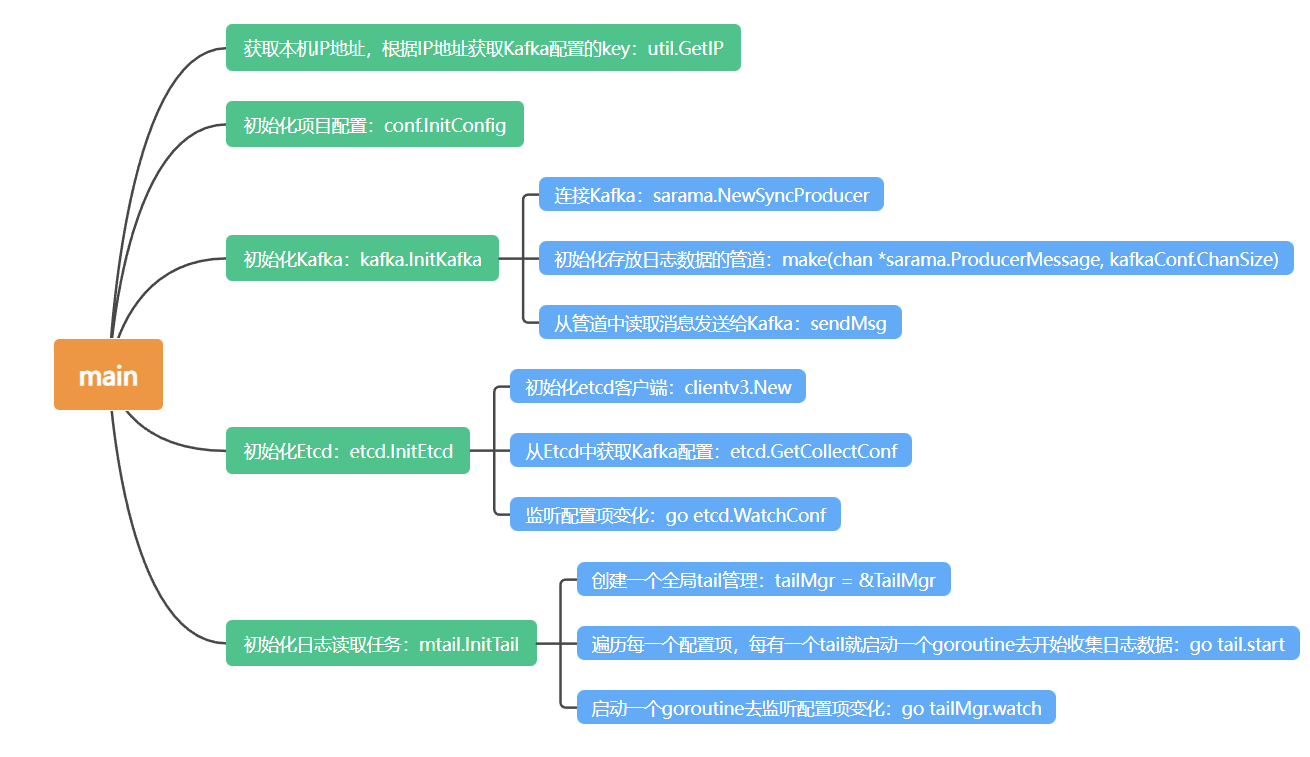 获取本机IP地址，根据IP地址获取Kafka配置的key：util.GetIP
初始化项目配置：conf.InitConfig
连接Kafka：sarama.NewSyncProducer
初始化Kafka：kafka.InitKafka
初始化存放日志数据的管道：make(chan *sarama.ProducerMessage, kafkaConf.ChanSize)
从管道中读取消息发送给Kafka：sendMsg
main
初始化etcd客户端：clientv3.New
初始化Etcd：etcd.InitEtcd
从Etcd中获取Kafka配置：etcd.GetCollectConf
监听配置项变化：go etcd.WatchConf
创建一个全局tail管理：tailMgr = &TailMgr
初始化日志读取任务：mtail.InitTail
遍历每一个配置项，每有一个tail就启动一个goroutine去开始收集日志数据：go tail.start
启动一个goroutine去监听配置项变化：go tailMgr.watch